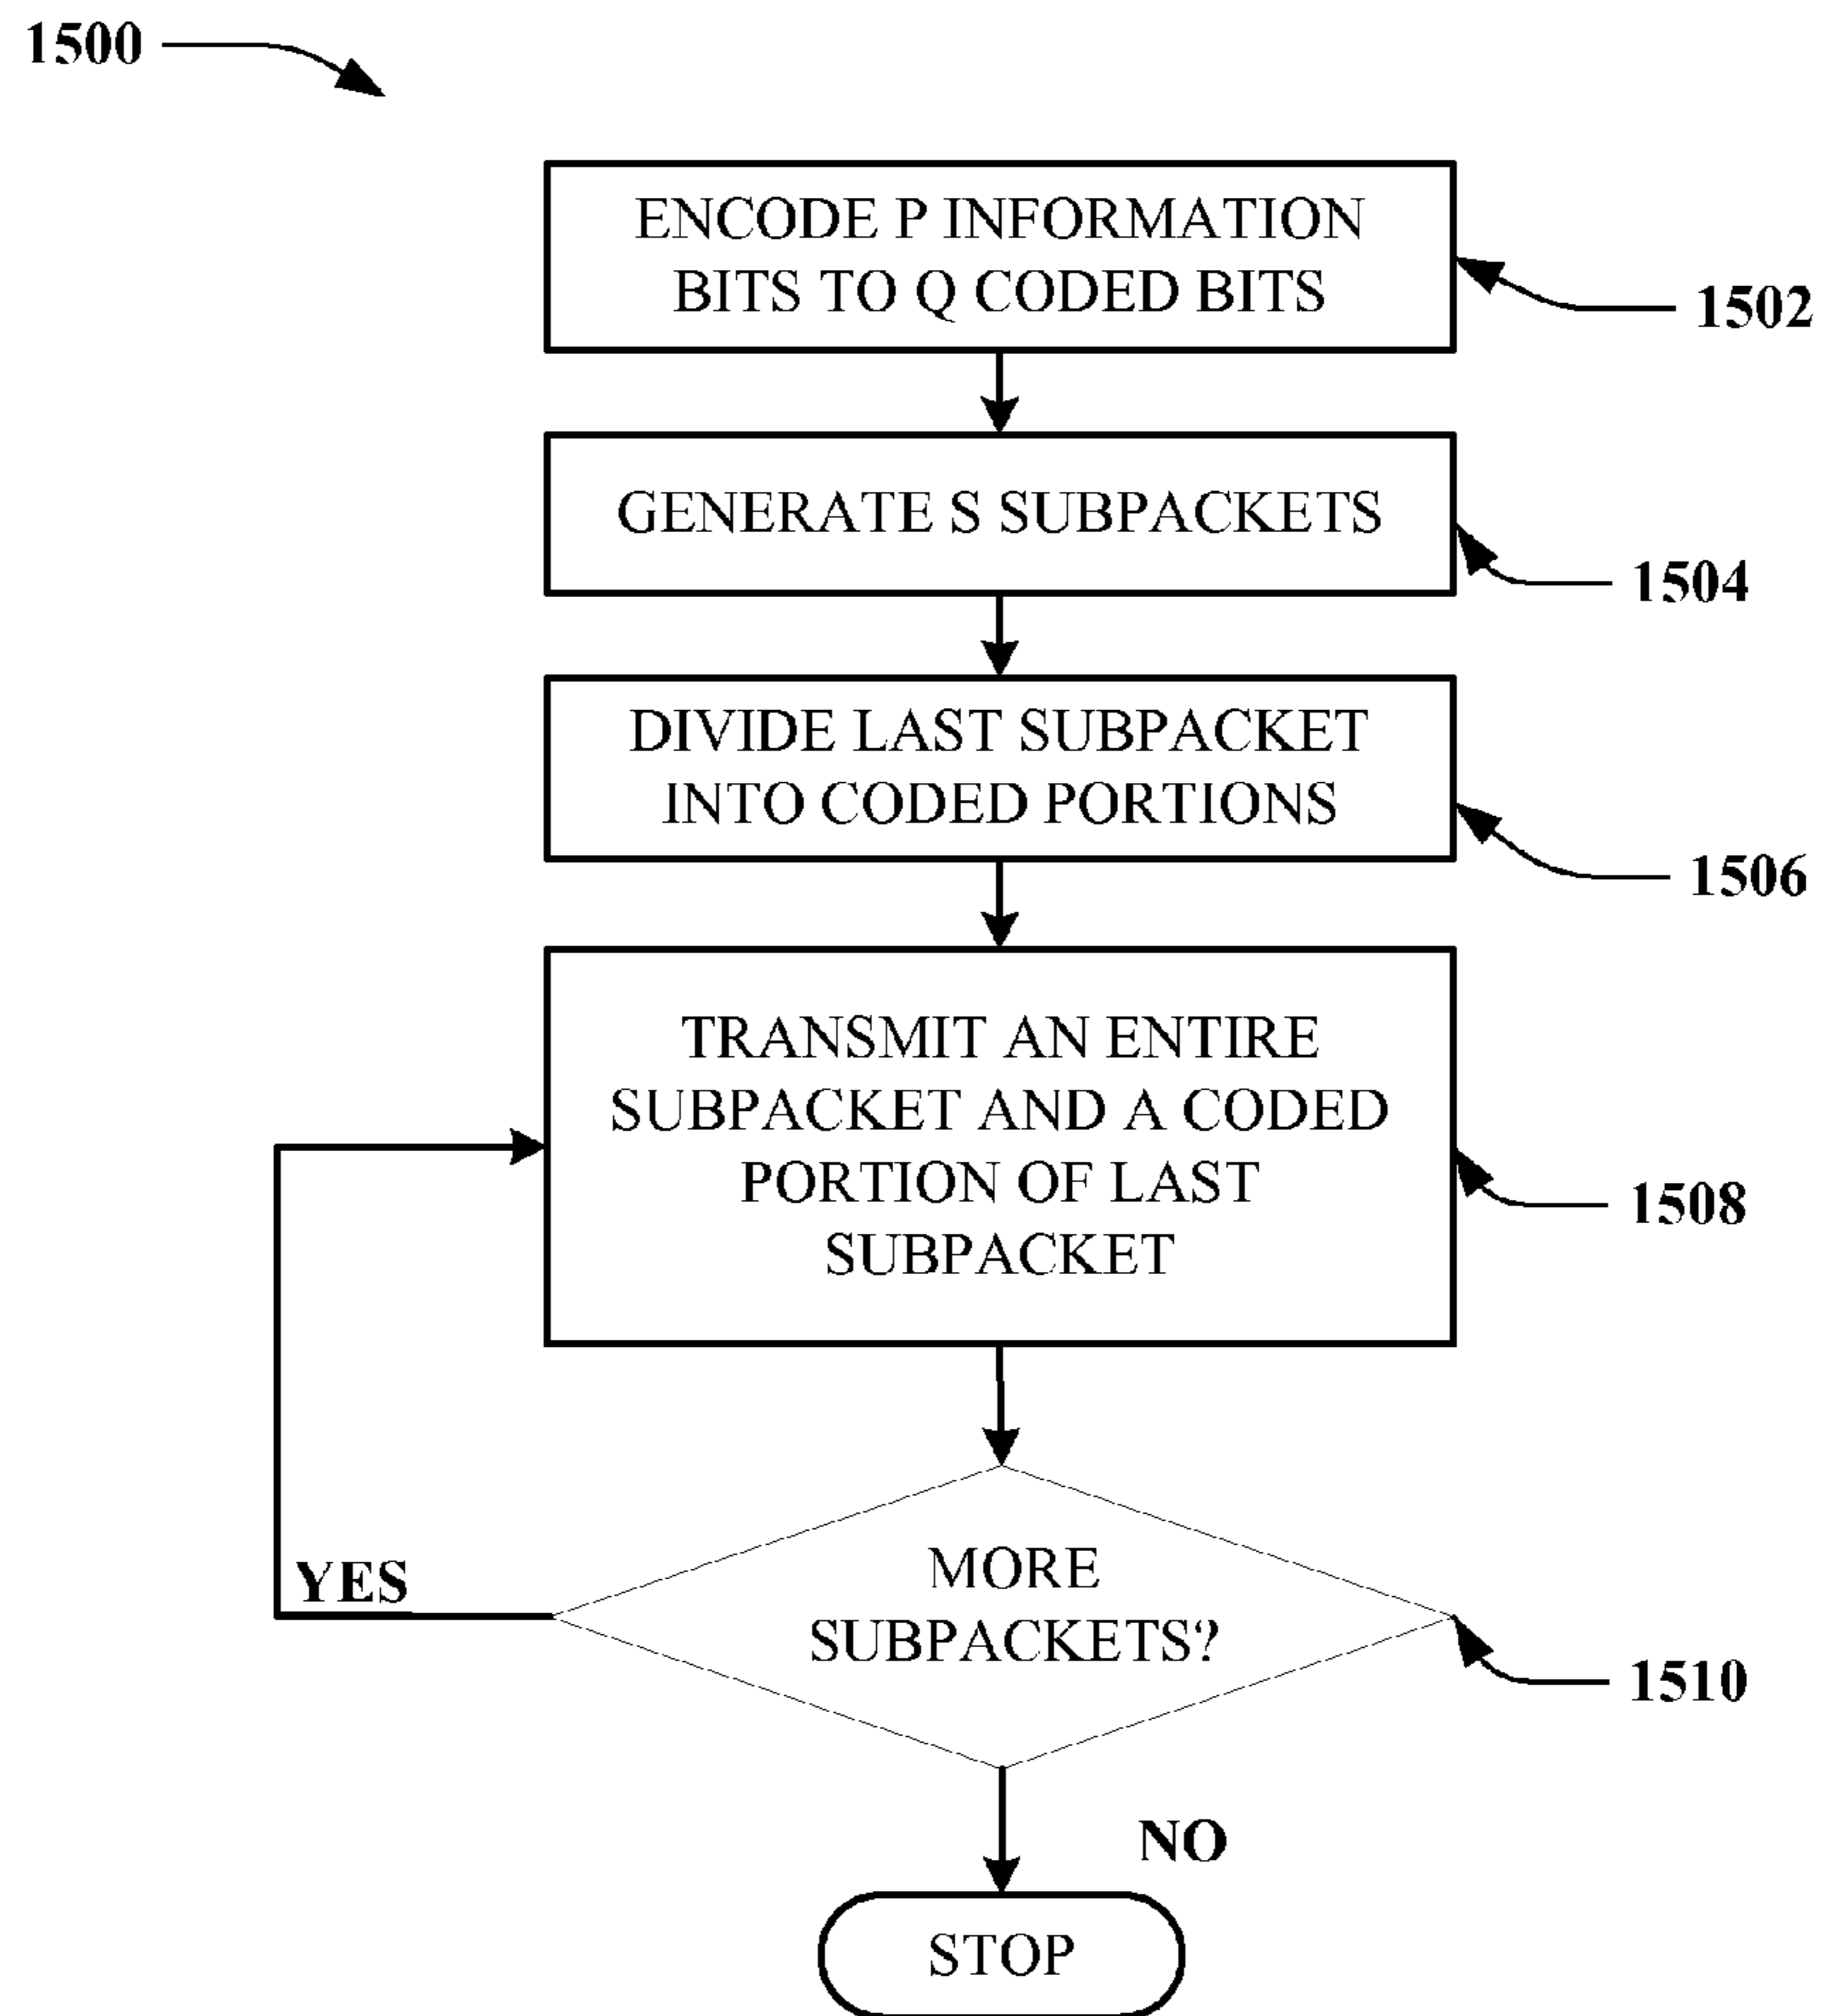 1500
ENCODE P INFORMATION
BITS TO Q CODED BITS
1502
GENERATE S SUBPACKETS
1504
DIVIDE LAST SUBPACKET
INTO CODED PORTIONS
1506
TRANSMIT AN ENTIRE
SUBPACKET AND A CODED
PORTION OF LAST
SUBPACKET
1508
MORE
SUBPACKETS?
YES
1510
NO
STOP